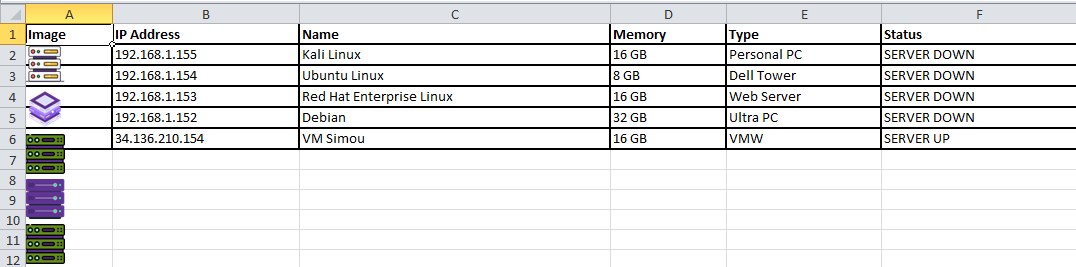 A B C D E F
1 Image IP Address Name Memory Type Status
2 192.168.1.155 Kali Linux 16 GB Personal PC SERVER DOWN
3 192.168.1.154 Ubuntu Linux 8 GB Dell Tower SERVER DOWN
4 192.168.1.153 Red Hat Enterprise Linux 16 GB Web Server SERVER DOWN
5 192.168.1.152 Debian 32 GB Ultra PC SERVER DOWN
6 34.136.210.154 VM Simou 16 GB VMW SERVER UP
7
8
9
10
11
12